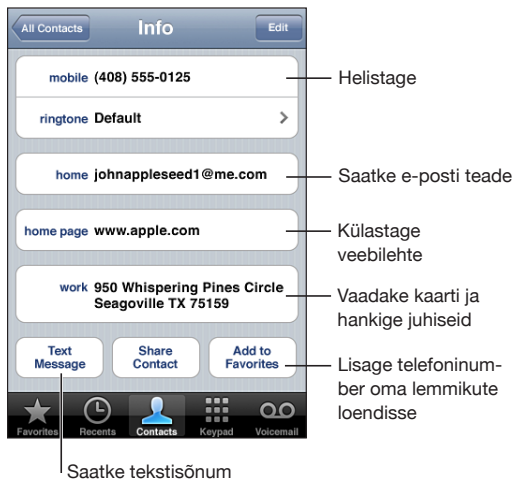 All Contacts Info Edit
mobile (408) 555-0125
Helistage
ringtone Default
home johnappleseed1@me.com
Saatke e-posti teade
home page www.apple.com
Külastage
veebilehte
work 950 Whispering Pines Circle
Seagoville TX 75159
Vaadake kaarti ja
hankige juhiseid
Text
Message
Share
Contact
Add to
Favorites
Lisage telefoninum-
ber oma lemmikute
loendisse
Favorites Recents Contacts Keypad Voicemail
Saatke tekstisõnum